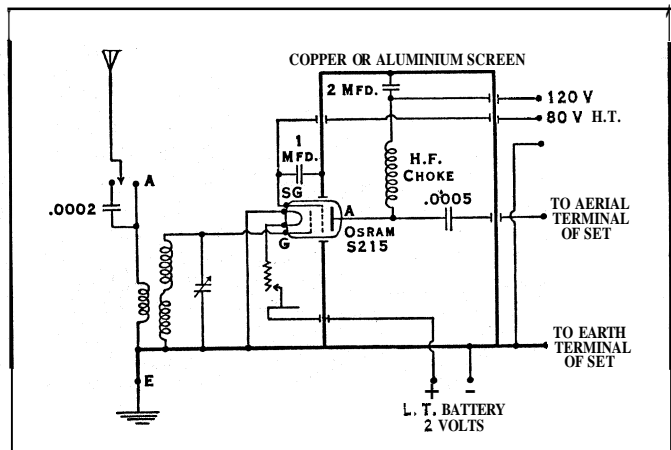 COPPER OR ALUMINIUM SCREEN
2 MFD.
120 V
80 V H.T.
1
MFD.
H.F.
CHOKE
A
.0002
SG
A
.0005
OSRAM
S215
G
TO AERIAL
TERMINAL
OF SET
E
TO EARTH
TERMINAL
OF SET
+ -
L.T. BATTERY
2 VOLTS